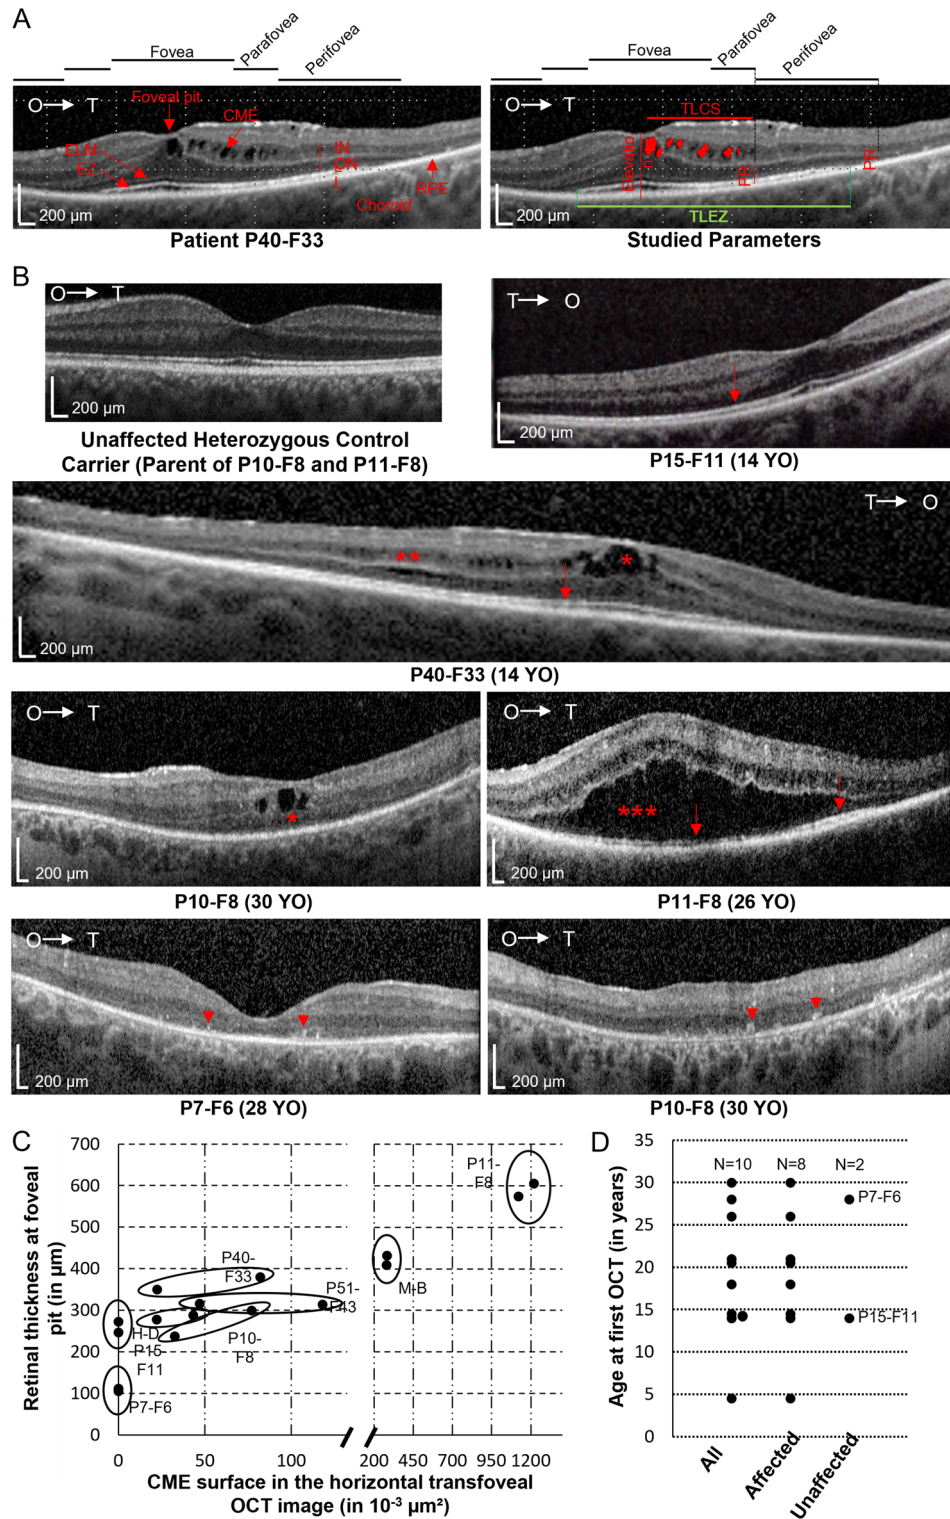 A
Fovea
Parafovea
Perifovea
O T
Foveal pit
CME
ELM
EZ
IN
ON
L
RPE
Choroid
200 µm
Patient P40-F33
Fovea
Parafovea
Perifovea
O T
TLCS
Elevatio
n
PR
PR
TLEZ
200 µm
Studied Parameters
B
O T
200 µm
Unaffected Heterozygous Control
Carrier (Parent of P10-F8 and P11-F8)
T O
200 µm
P15-F11 (14 YO)
T O
**
*
200 µm
P40-F33 (14 YO)
O T
*
200 µm
P10-F8 (30 YO)
O T
***
200 µm
P11-F8 (26 YO)
O T
200 µm
P7-F6 (28 YO)
O T
200 µm
P10-F8 (30 YO)
C
Retinal thickness at foveal
pit (in µm)
700
600
500
400
300
200
100
0
P11-
F8
P40-
F33
M-B
P51-
F43
H-D
P15-
F11
P10-
F8
P7-F6
0 50 100 200 450 700 950 1200
CME surface in the horizontal transfoveal
OCT image (in 10⁻³ µm²)
D
Age at first OCT (in years)
35
30
25
20
15
10
5
0
N=10 N=8 N=2
P7-F6
P15-F11
All
Affected
Unaffected